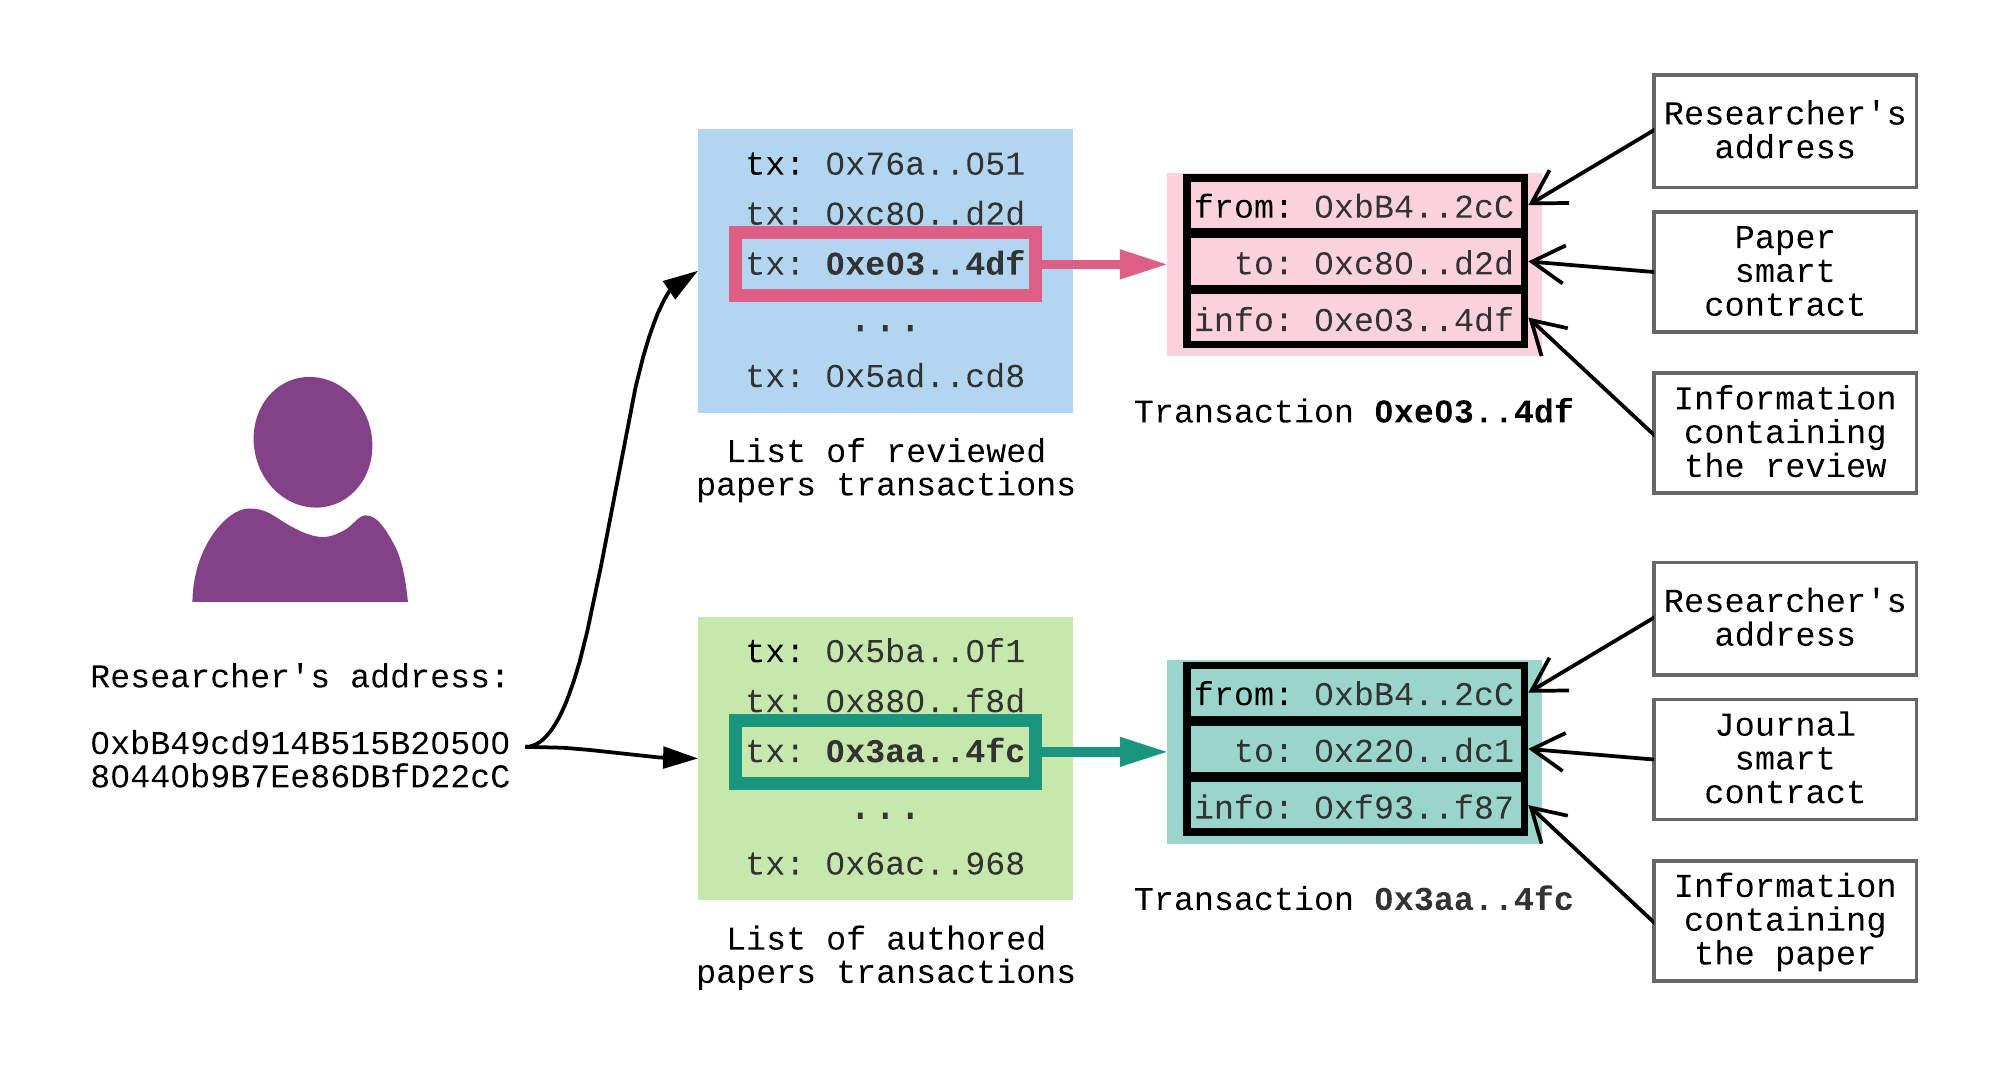 Researcher's address:
0xbB49cd914B515B20500
80440b9B7Ee86DBfD22cC
tx: 0x76a..051
tx: 0xc80..d2d
tx: 0xe03..4df
...
tx: 0x5ad..cd8
List of reviewed
papers transactions
from: 0xbB4..2cC
to: 0xc80..d2d
info: 0xe03..4df
Transaction 0xe03..4df
Researcher's
address
Paper
smart
contract
Information
containing
the review
tx: 0x5ba..0f1
tx: 0x880..f8d
tx: 0x3aa..4fc
...
tx: 0x6ac..968
List of authored
papers transactions
from: 0xbB4..2cC
to: 0x220..dc1
info: 0xf93..f87
Transaction 0x3aa..4fc
Researcher's
address
Journal
smart
contract
Information
containing
the paper